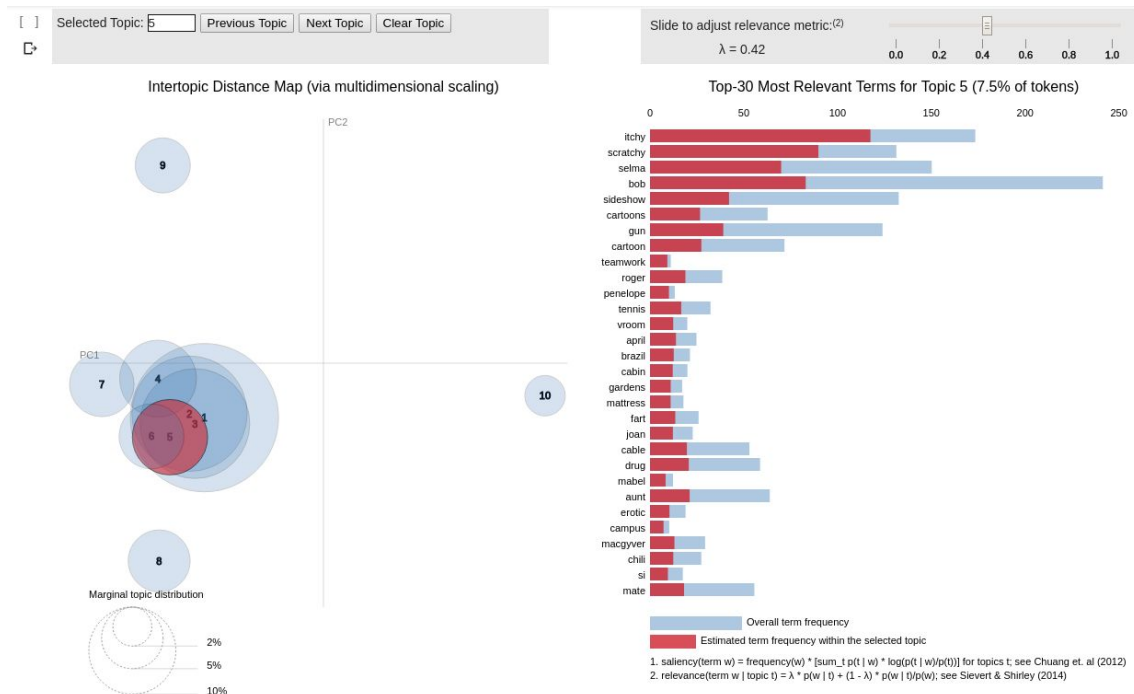 [ ] Selected Topic: 5 Previous Topic Next Topic Clear Topic
Slide to adjust relevance metric:(2)
λ = 0.42
0.0 0.2 0.4 0.6 0.8 1.0
Intertopic Distance Map (via multidimensional scaling)
PC2
PC1
9
7
4
2
1
3
6
5
10
8
Marginal topic distribution
2%
5%
10%
Top-30 Most Relevant Terms for Topic 5 (7.5% of tokens)
0 50 100 150 200 250
itchy
scratchy
selma
bob
sideshow
cartoons
gun
cartoon
teamwork
roger
penelope
tennis
vroom
april
brazil
cabin
gardens
mattress
fart
joan
cable
drug
mabel
aunt
erotic
campus
macgyver
chili
si
mate
Overall term frequency
Estimated term frequency within the selected topic
1. saliency(term w) = frequency(w) * [sum_t p(t | w) * log(p(t | w)/p(t))] for topics t; see Chuang et. al (2012)
2. relevance(term w | topic t) = λ * p(w | t) + (1 - λ) * p(w | t)/p(w); see Sievert & Shirley (2014)